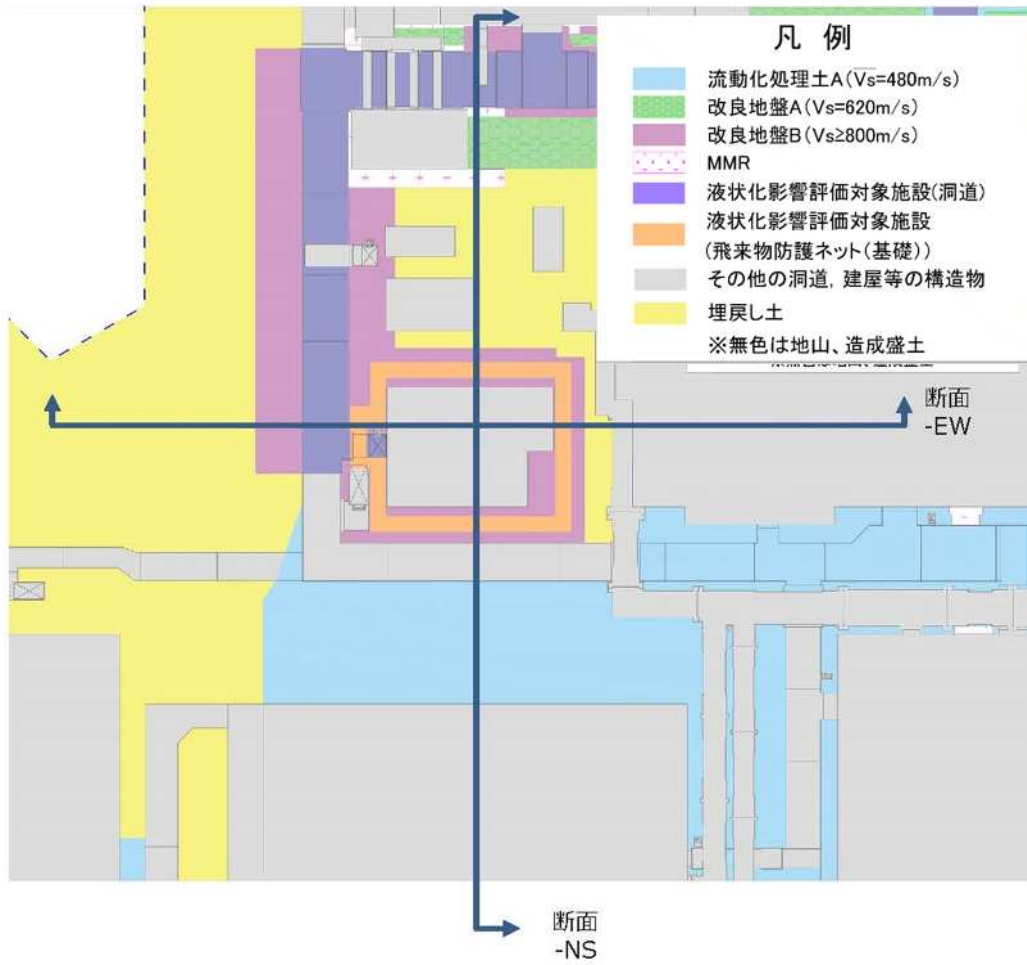 凡 例
流動化処理土A(Vs=480m/s)
改良地盤A(Vs=620m/s)
改良地盤B(Vs≥800m/s)
MMR
液状化影響評価対象施設(洞道)
液状化影響評価対象施設
(飛来物防護ネット(基礎))
その他の洞道, 建屋等の構造物
埋戻し土
※無色は地山、造成盛土
断面
-EW
断面
-NS